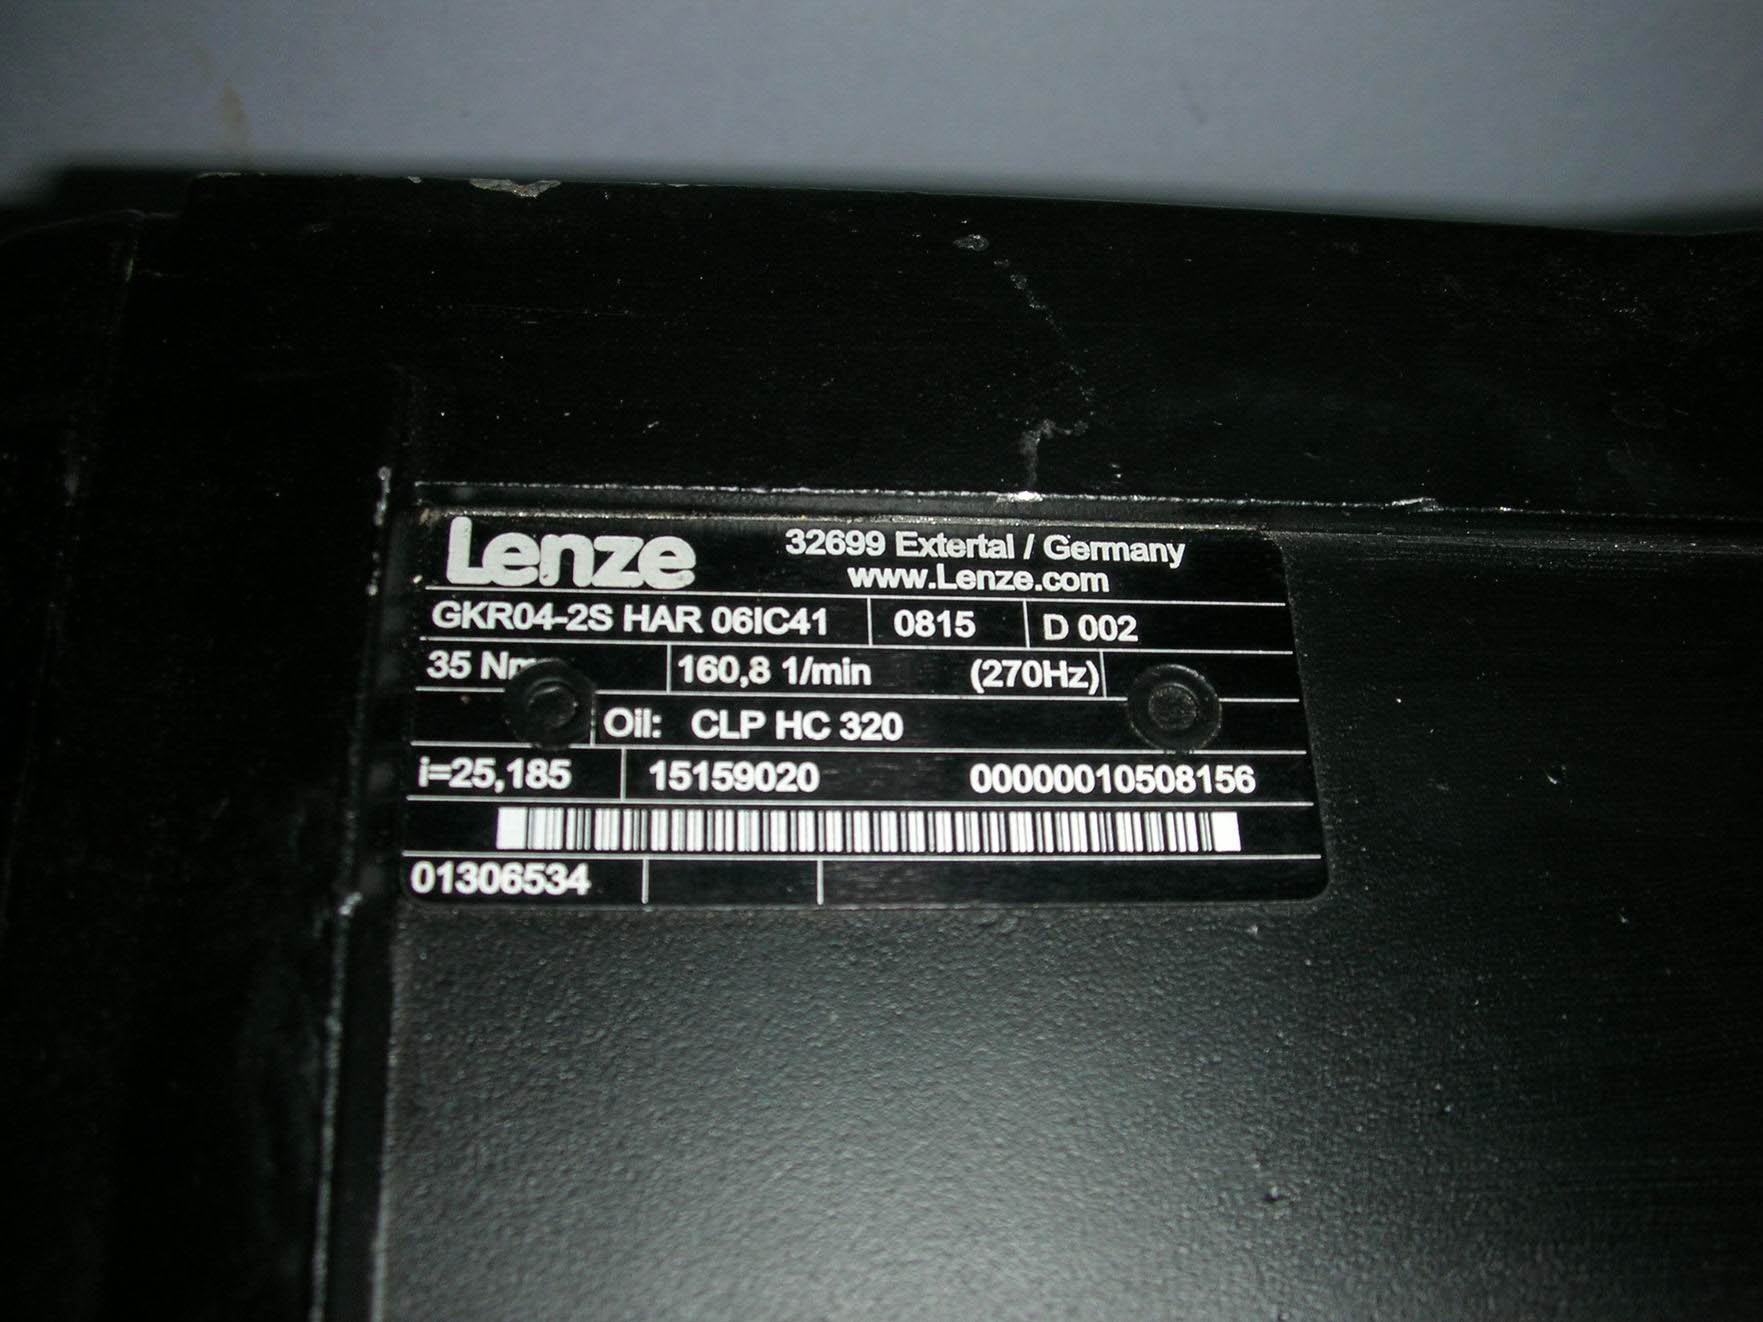 Lenze
32699 Extertal / Germany
www.Lenze.com
GKR04-2S HAR 06IC41 0815 D 002
35 Nm 160,8 1/min (270Hz)
Oil: CLP HC 320
i=25,185 15159020 00000010508156
01306534